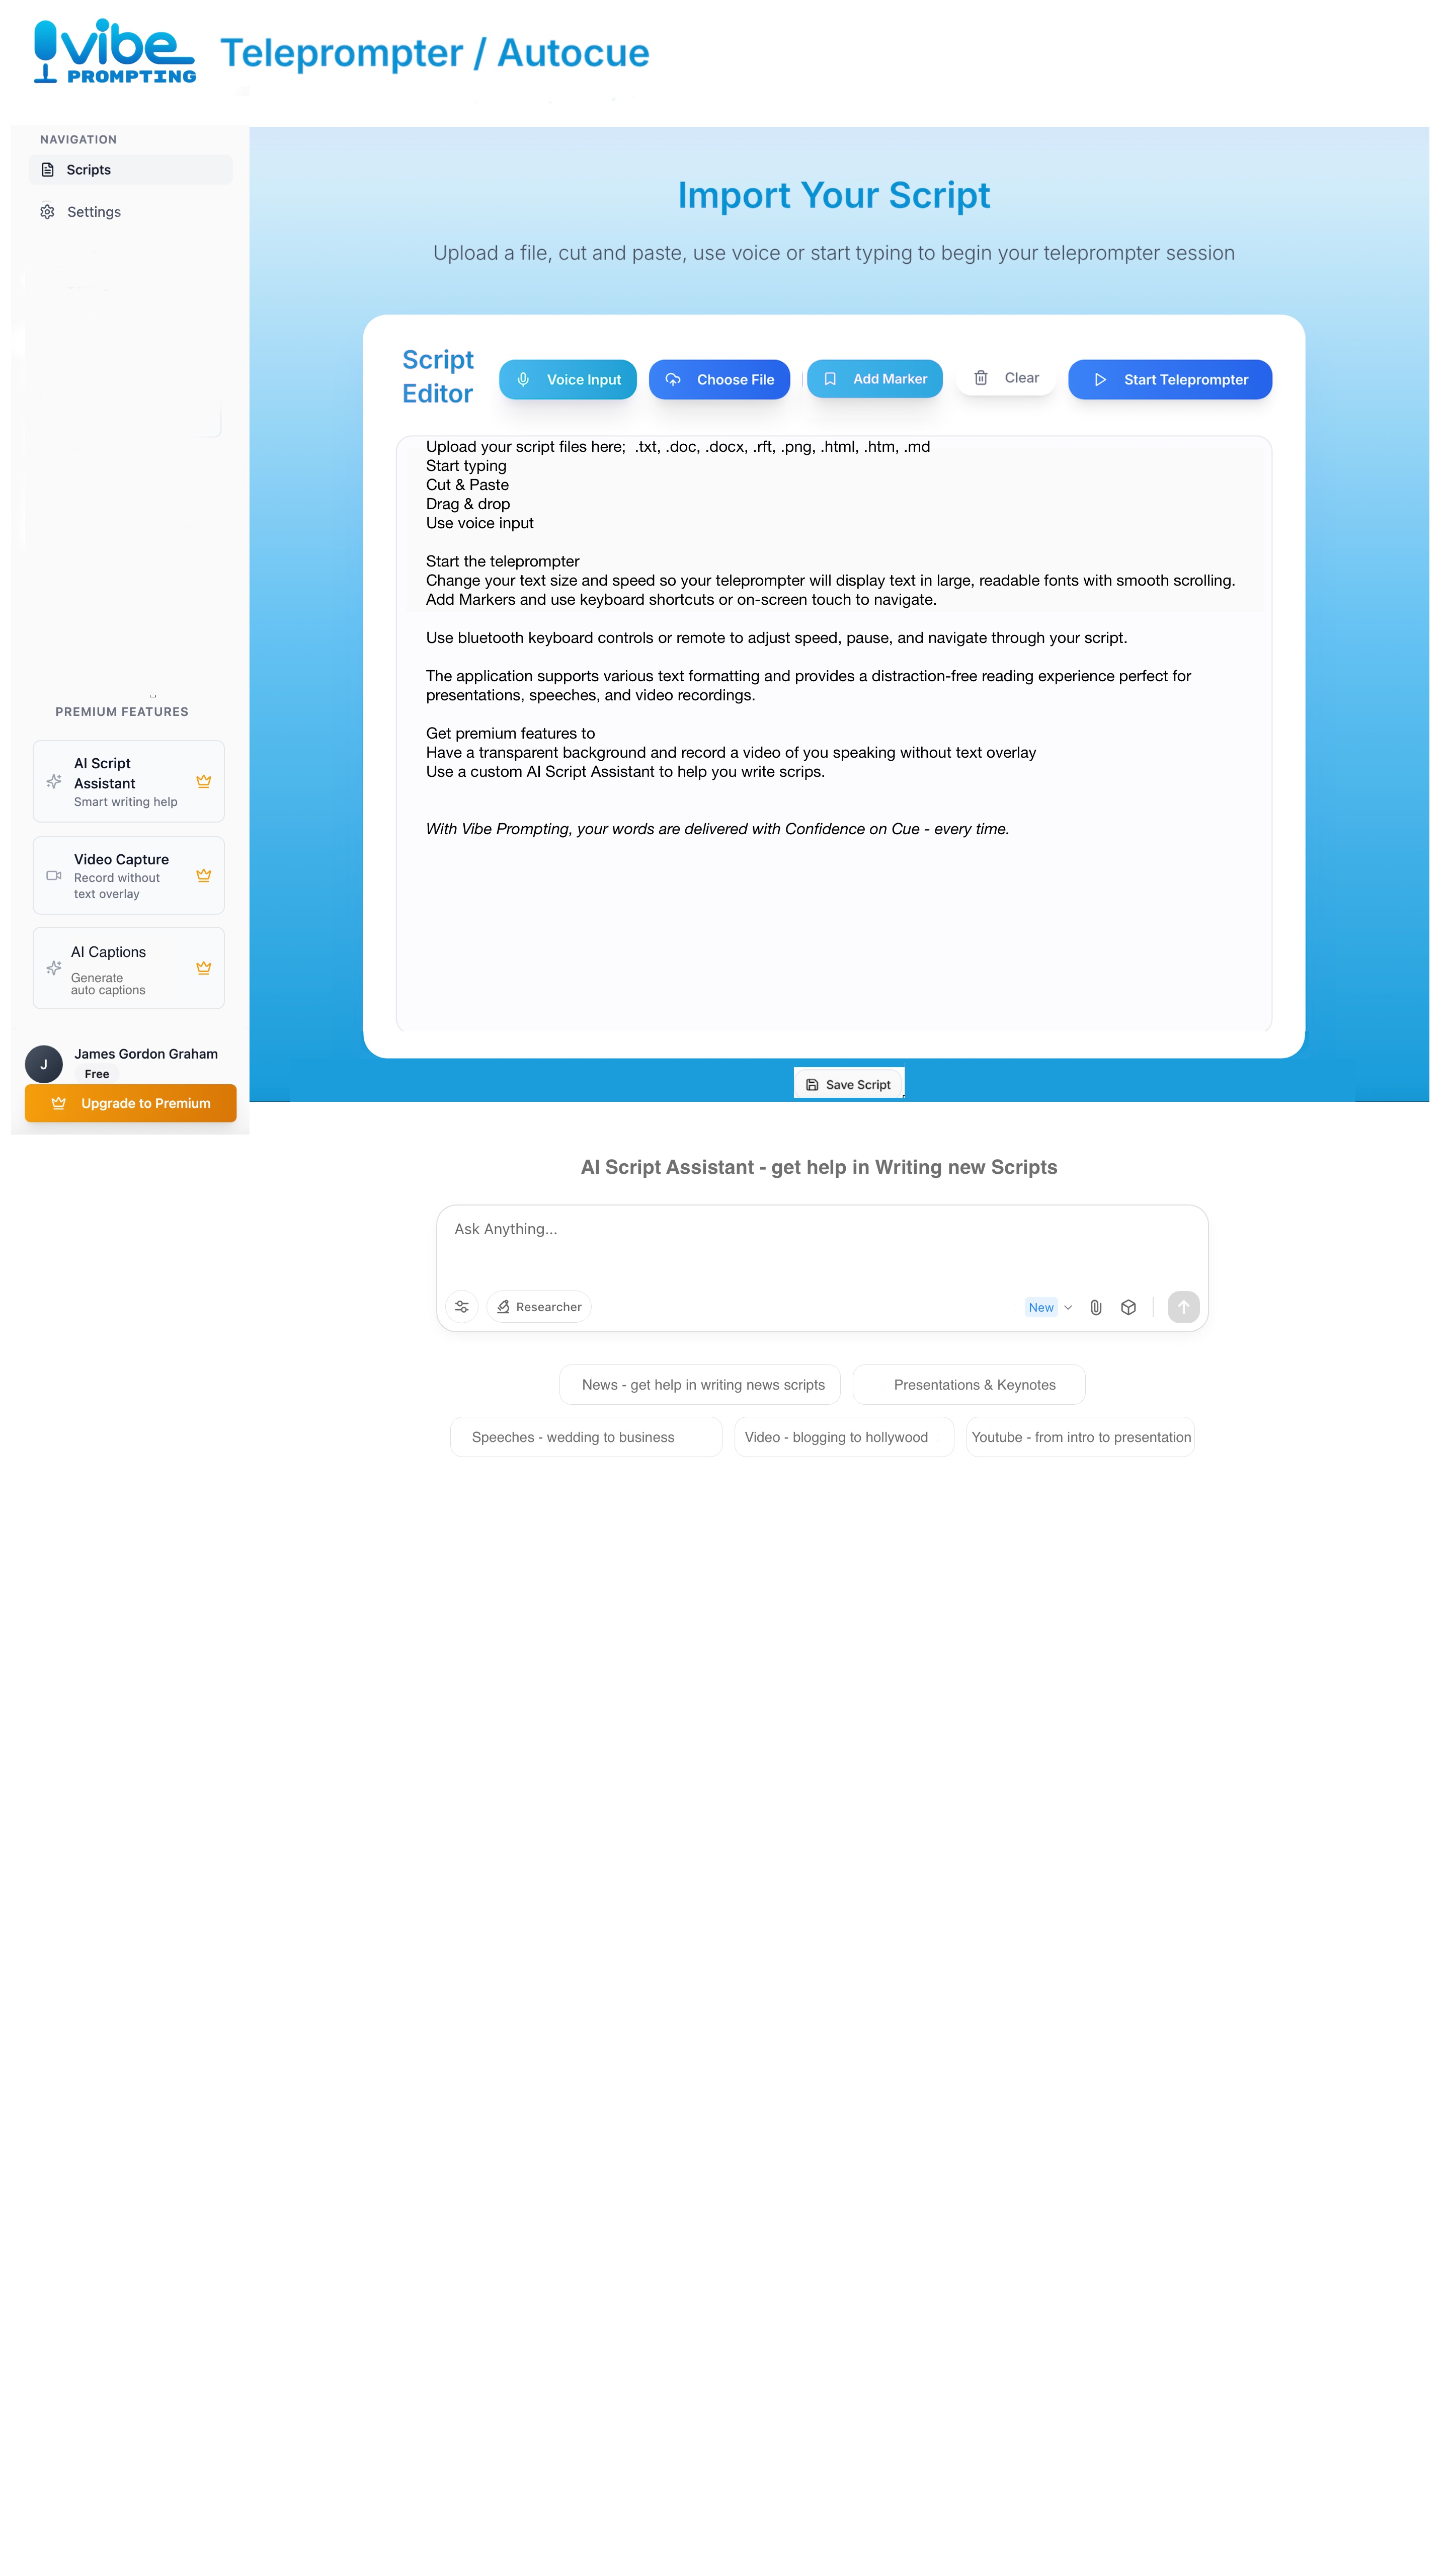 vibe
PROMPTING
Teleprompter / Autocue
NAVIGATION
Scripts
Settings
PREMIUM FEATURES
AI Script
Assistant
Smart writing help
Video Capture
Record without
text overlay
AI Captions
Generate
auto captions
J
James Gordon Graham
Free
Upgrade to Premium
Import Your Script
Upload a file, cut and paste, use voice or start typing to begin your teleprompter session
Script
Editor
Voice Input
Choose File
Add Marker
Clear
Start Teleprompter
Upload your script files here;  .txt, .doc, .docx, .rft, .png, .html, .htm, .md
Start typing
Cut & Paste
Drag & drop
Use voice input
Start the teleprompter
Change your text size and speed so your teleprompter will display text in large, readable fonts with smooth scrolling.
Add Markers and use keyboard shortcuts or on-screen touch to navigate.
Use bluetooth keyboard controls or remote to adjust speed, pause, and navigate through your script.
The application supports various text formatting and provides a distraction-free reading experience perfect for
presentations, speeches, and video recordings.
Get premium features to
Have a transparent background and record a video of you speaking without text overlay
Use a custom AI Script Assistant to help you write scrips.
With Vibe Prompting, your words are delivered with Confidence on Cue - every time.
Save Script
AI Script Assistant - get help in Writing new Scripts
Ask Anything...
Researcher
New
News - get help in writing news scripts
Presentations & Keynotes
Speeches - wedding to business
Video - blogging to hollywood
Youtube - from intro to presentation